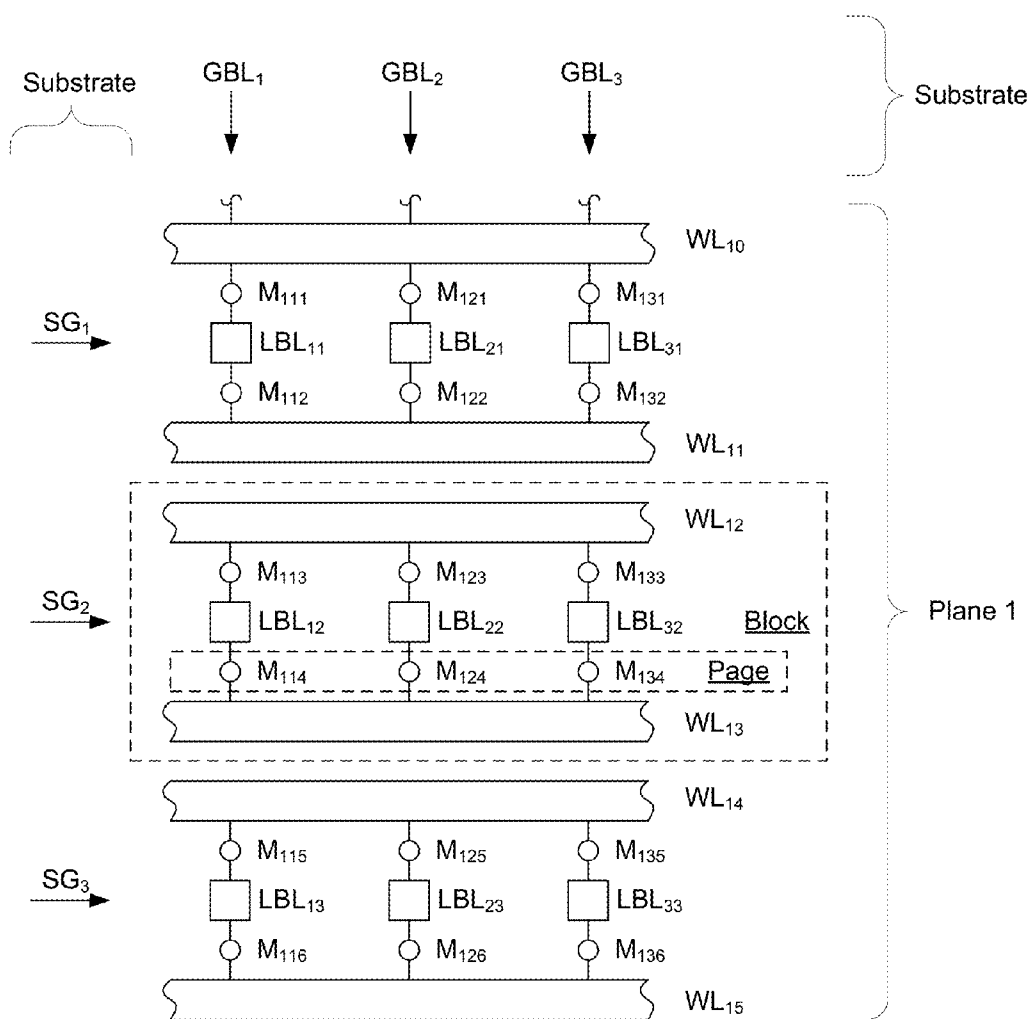 GBL₁ GBL₂ GBL₃
Substrate
Substrate
WL₁₀
M₁₁₁ M₁₂₁ M₁₃₁
SG₁ LBL₁₁ LBL₂₁ LBL₃₁
M₁₁₂ M₁₂₂ M₁₃₂
WL₁₁
WL₁₂
M₁₁₃ M₁₂₃ M₁₃₃
SG₂ LBL₁₂ LBL₂₂ LBL₃₂ Block
Plane 1
M₁₁₄ M₁₂₄ M₁₃₄ Page
WL₁₃
WL₁₄
M₁₁₅ M₁₂₅ M₁₃₅
SG₃ LBL₁₃ LBL₂₃ LBL₃₃
M₁₁₆ M₁₂₆ M₁₃₆
WL₁₅